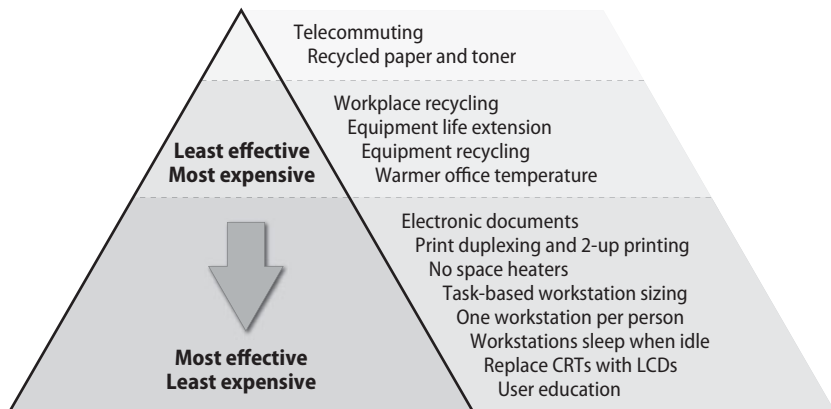 Telecommuting
Recycled paper and toner
Workplace recycling
Equipment life extension
Equipment recycling
Warmer office temperature
Least effective
Most expensive
Electronic documents
Print duplexing and 2-up printing
No space heaters
Task-based workstation sizing
One workstation per person
Workstations sleep when idle
Replace CRTs with LCDs
User education
Most effective
Least expensive